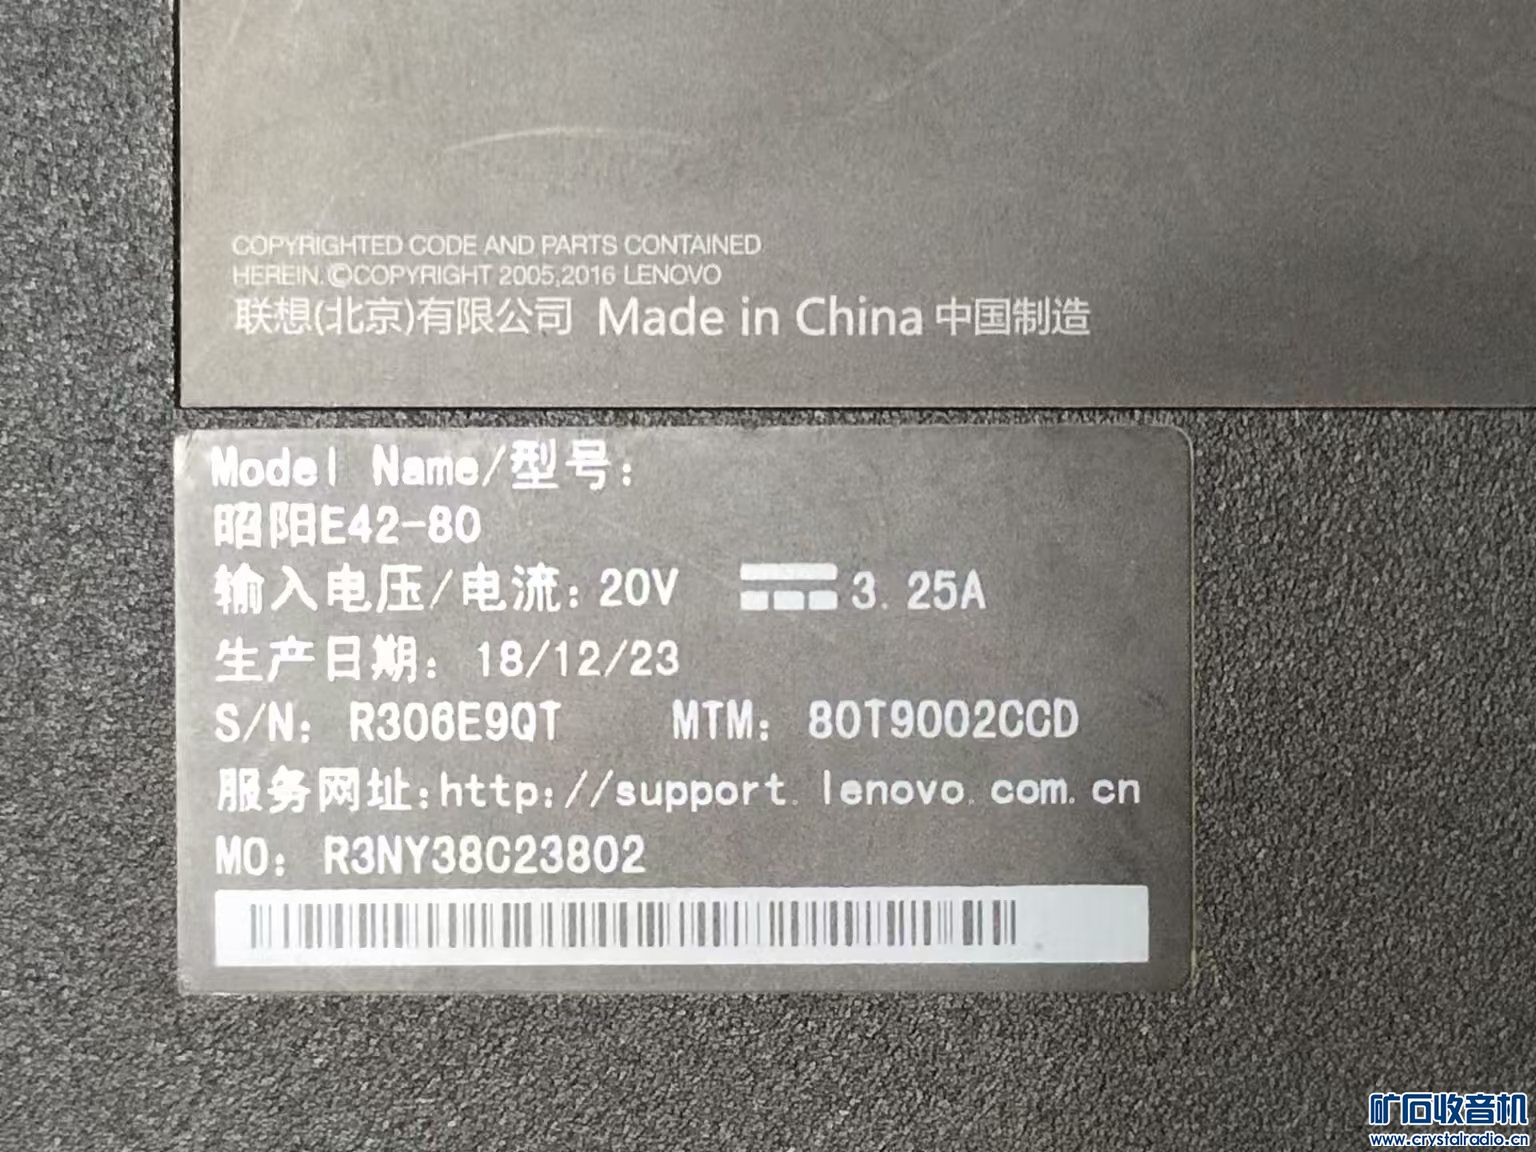 COPYRIGHTED CODE AND PARTS CONTAINED
HEREIN.©COPYRIGHT 2005,2016 LENOVO
联想(北京)有限公司 Made in China 中国制造
Model Name/型号:
昭阳E42-80
输入电压/电流: 20V ⎓ 3.25A
生产日期: 18/12/23
S/N: R306E9QT MTM: 80T9002CCD
服务网址:http://support.lenovo.com.cn
MO: R3NY38C23802
矿石收音机
www.crystalradio.cn